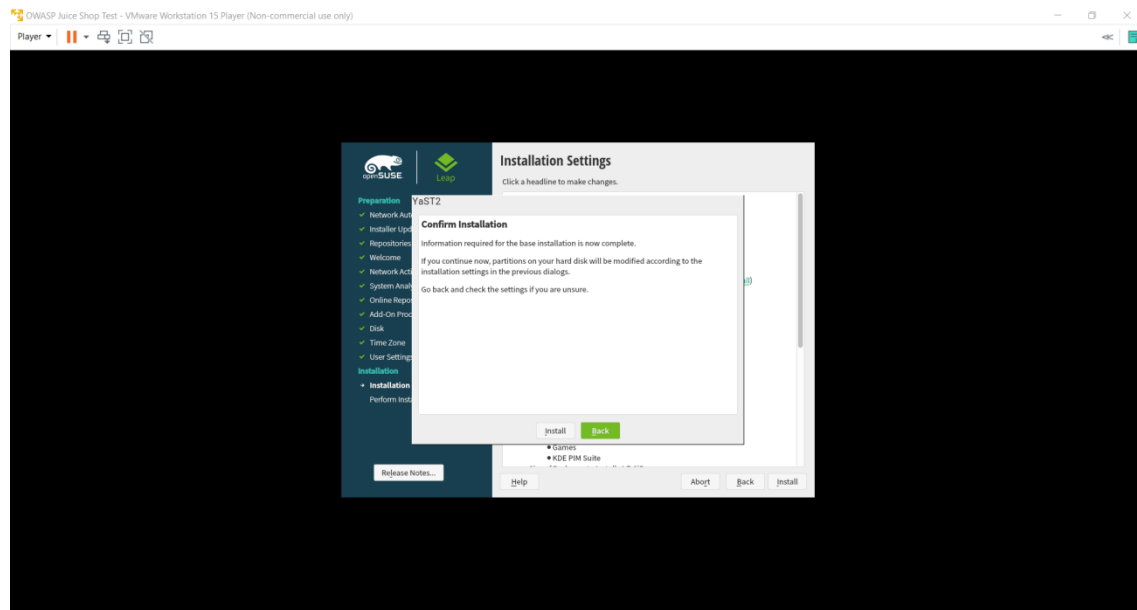 OWASP Juice Shop Test - VMware Workstation 15 Player (Non-commercial use only)
Player
openSUSE
Leap
Installation Settings
Click a headline to make changes.
Preparation
Network Aut
Installer Upd
Repositories
Welcome
Network Acti
System Analy
Online Repos
Add-On Prod
Disk
Time Zone
User Settings
Installation
Installation
Perform Insta
Release Notes...
YaST2
Confirm Installation
Information required for the base installation is now complete.
If you continue now, partitions on your hard disk will be modified according to the
installation settings in the previous dialogs.
Go back and check the settings if you are unsure.
Install Back
Games
KDE PIM Suite
Help Abort Back Install